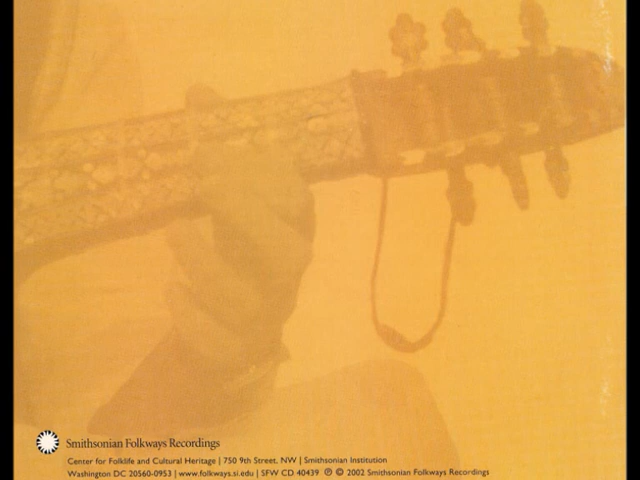 Smithsonian Folkways Recordings
Center for Folklife and Cultural Heritage | 750 9th Street, NW | Smithsonian Institution
Washington DC 20560-0953 | www.folkways.si.edu | SFW CD 40439 ℗ © 2002 Smithsonian Folkways Recordings